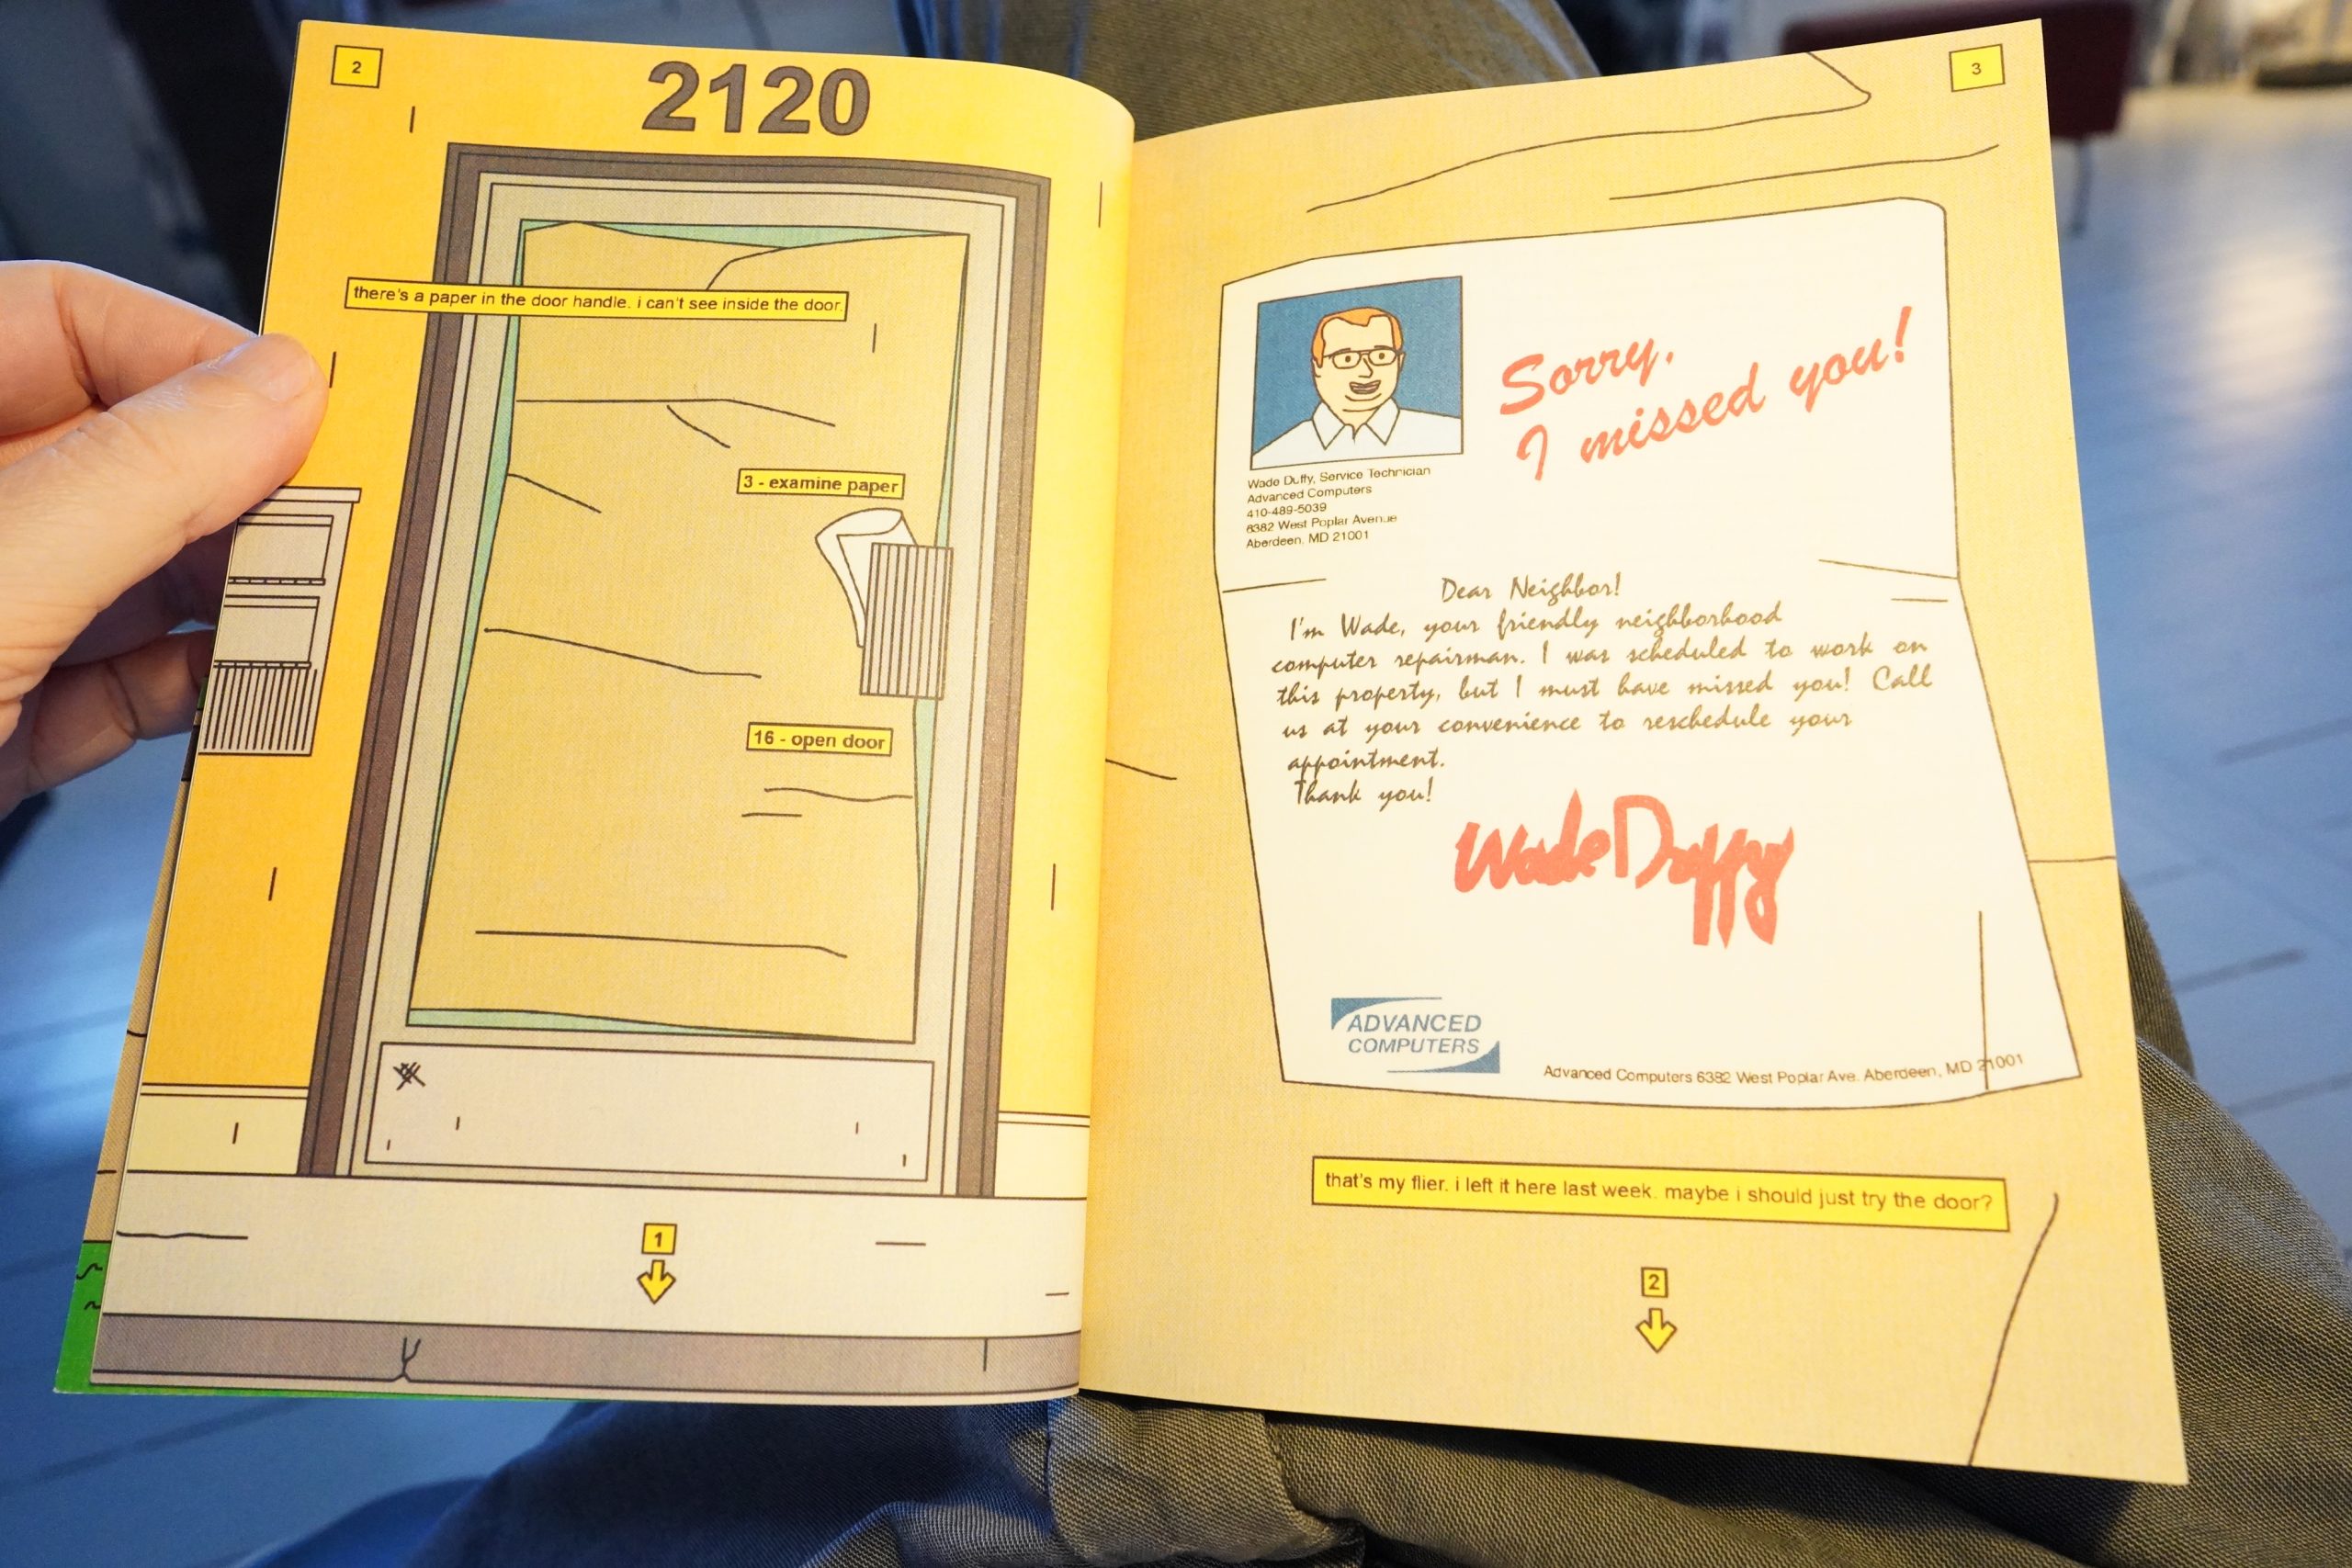 2
2120
there's a paper in the door handle. i can't see inside the door.
3 - examine paper
16 - open door
1
3
Sorry,
I missed you!
Wade Duffy, Service Technician
Advanced Computers
410-489-5039
6382 West Poplar Avenue
Aberdeen, MD 21001
Dear Neighbor!
I'm Wade, your friendly neighborhood
computer repairman. I was scheduled to work on
this property, but I must have missed you! Call
us at your convenience to reschedule your
appointment.
Thank you!
Wade Duffy
ADVANCED
COMPUTERS
Advanced Computers 6382 West Poplar Ave. Aberdeen, MD 21001
that's my flier. i left it here last week. maybe i should just try the door?
2